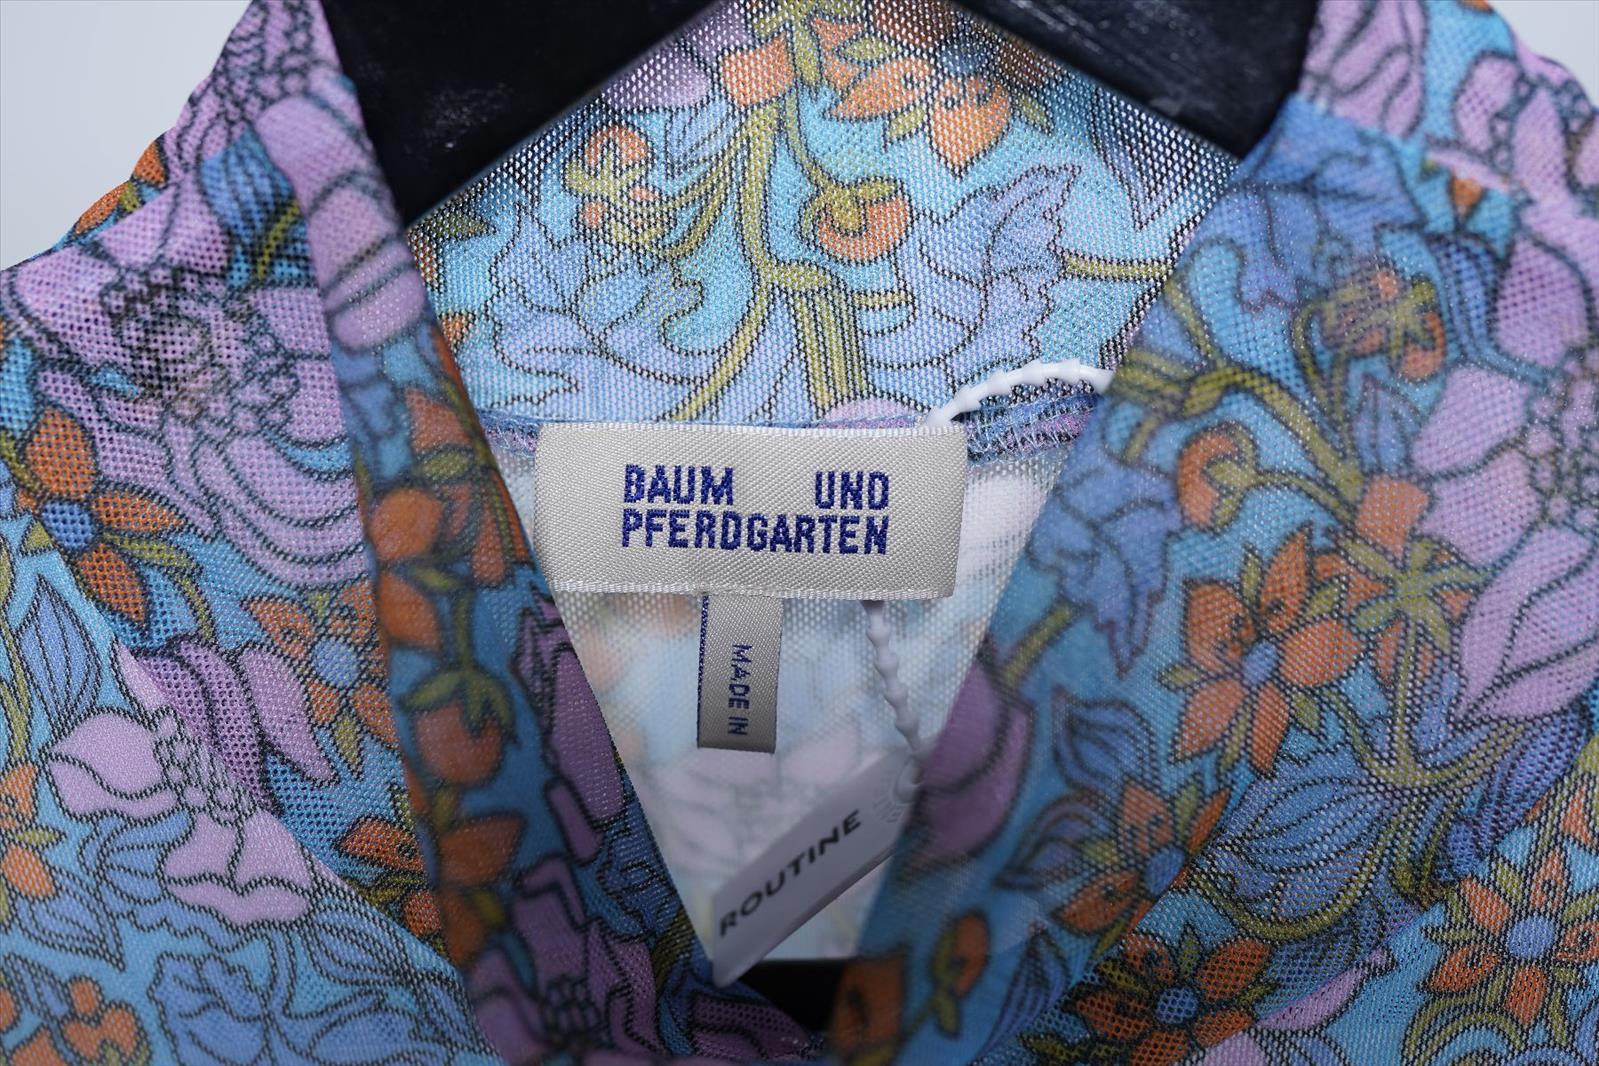 BAUM UND
PFERDGARTEN
MADE IN
ROUTINE